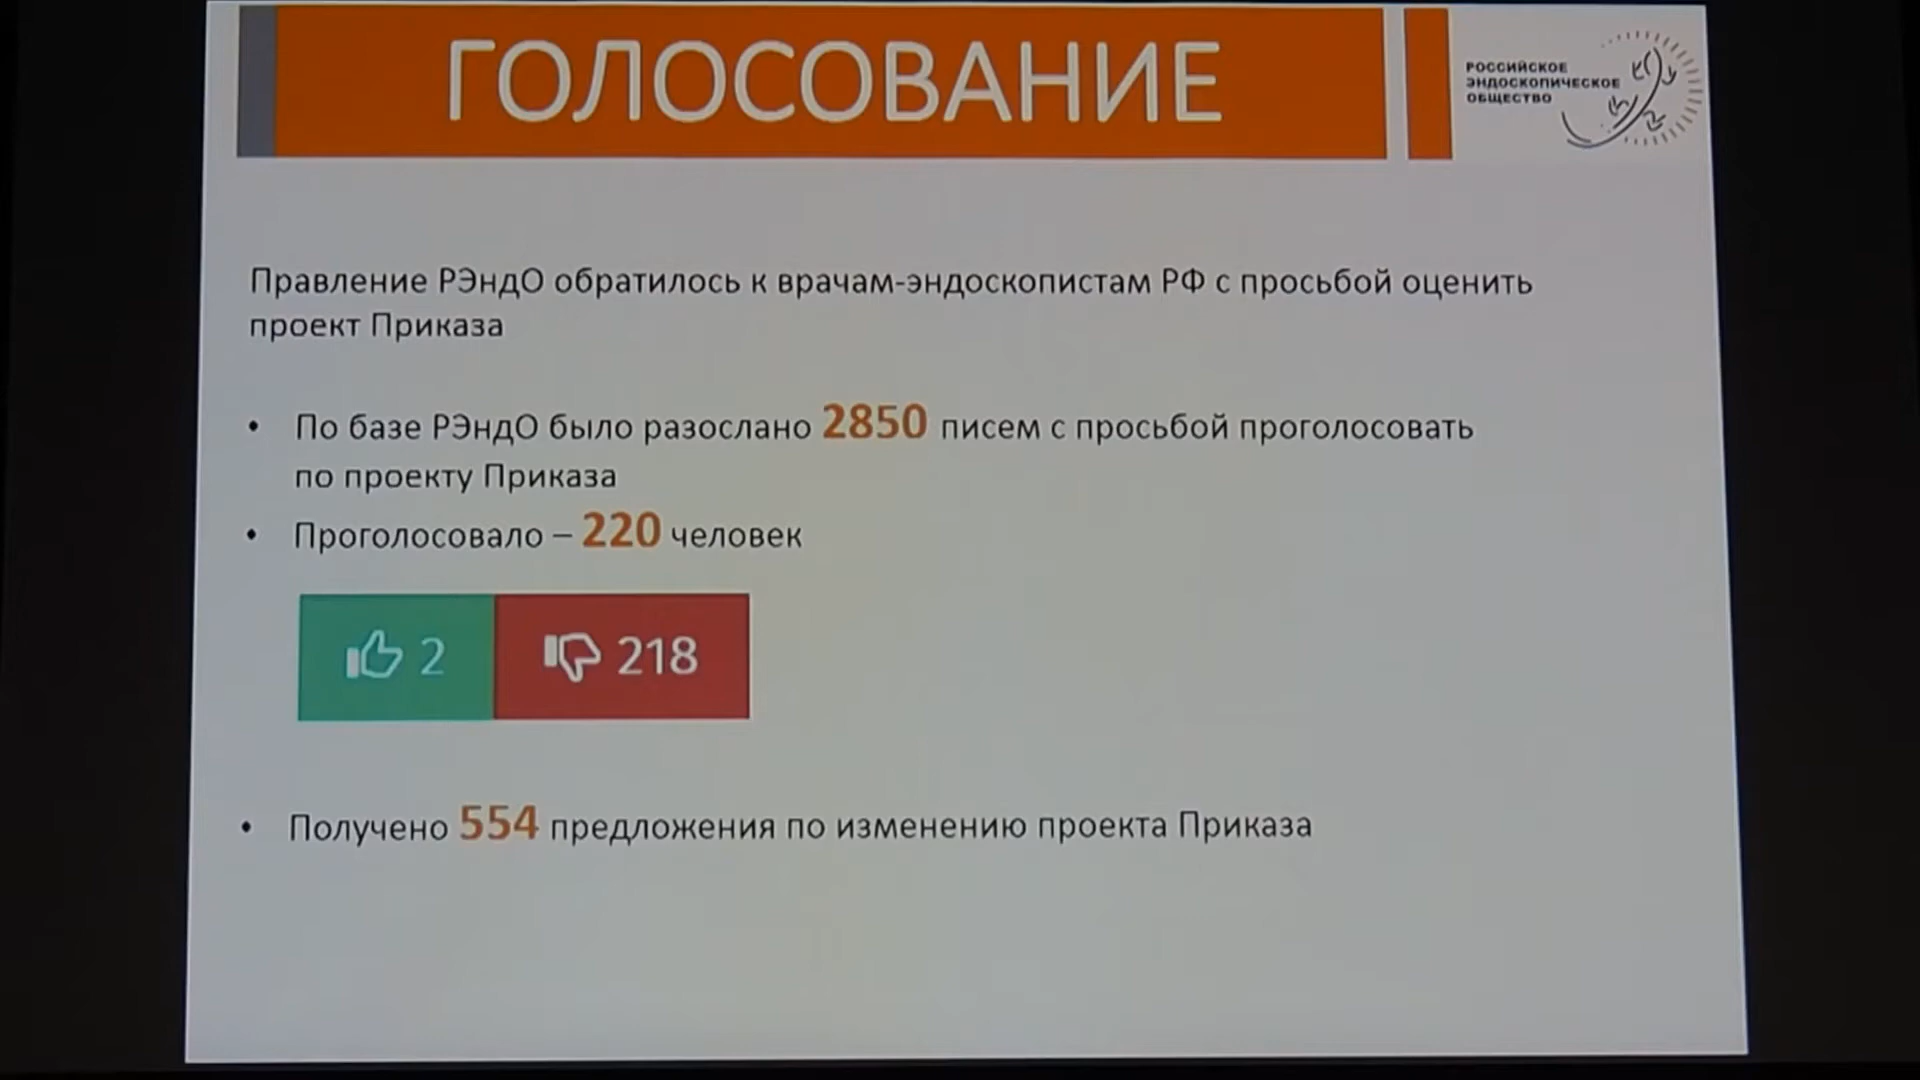 ГОЛОСОВАНИЕ
РОССИЙСКОЕ
ЭНДОСКОПИЧЕСКОЕ
ОБЩЕСТВО
Правление РЭндО обратилось к врачам-эндоскопистам РФ с просьбой оценить
проект Приказа
• По базе РЭндО было разослано 2850 писем с просьбой проголосовать
по проекту Приказа
• Проголосовало – 220 человек
2 218
• Получено 554 предложения по изменению проекта Приказа